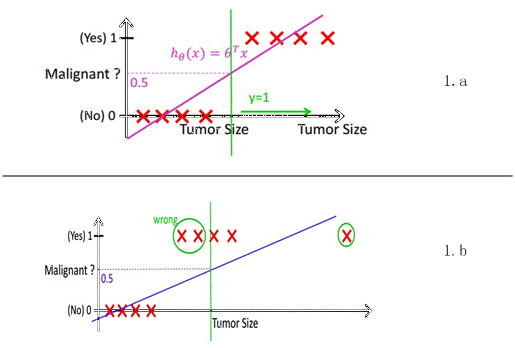 (Yes) 1
hθ(x) = θᵀx
Malignant ?
0.5
1.a
y=1
(No) 0
Tumor Size
Tumor Size
wrong
(Yes) 1
1.b
Malignant ?
0.5
(No) 0
Tumor Size